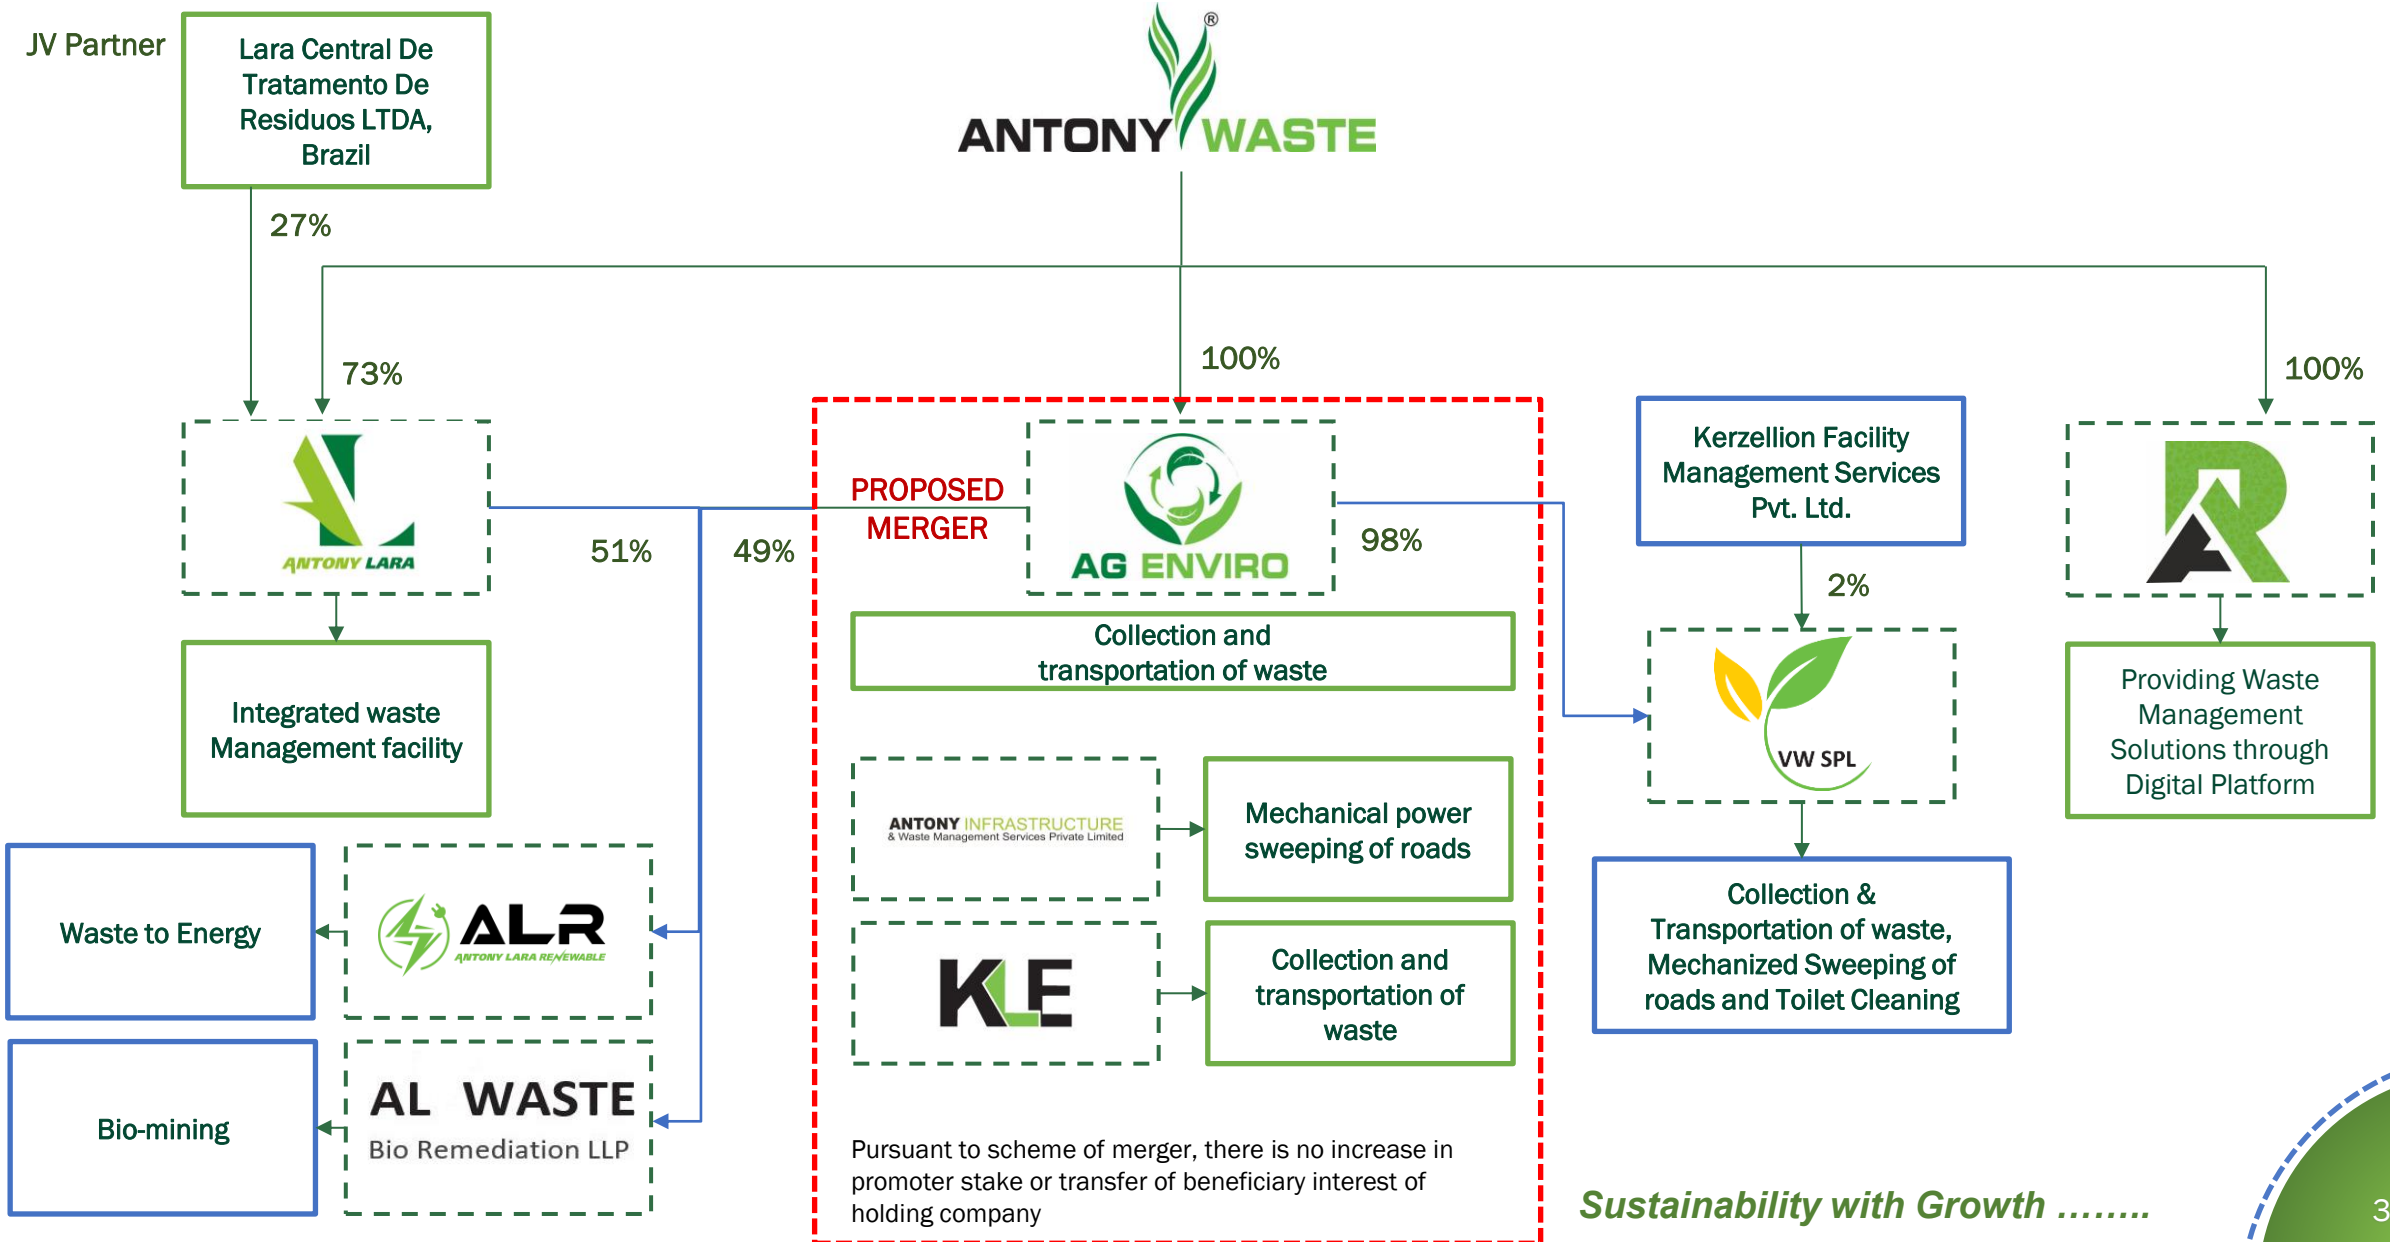 JV Partner
Lara Central De
Tratamento De
Residuos LTDA,
Brazil
®
ANTONY WASTE
27%
73%
100%
100%
ANTONY LARA
51%
49%
PROPOSED
MERGER
AG ENVIRO
98%
Kerzellion Facility
Management Services
Pvt. Ltd.
2%
AR
Integrated waste
Management facility
Collection and
transportation of waste
VW SPL
Providing Waste
Management
Solutions through
Digital Platform
ANTONY INFRASTRUCTURE
& Waste Management Services Private Limited
Mechanical power
sweeping of roads
Waste to Energy
ALR
ANTONY LARA RENEWABLE
KLE
Collection and
transportation of
waste
Collection &
Transportation of waste,
Mechanized Sweeping of
roads and Toilet Cleaning
Bio-mining
AL WASTE
Bio Remediation LLP
Pursuant to scheme of merger, there is no increase in
promoter stake or transfer of beneficiary interest of
holding company
Sustainability with Growth ........
3